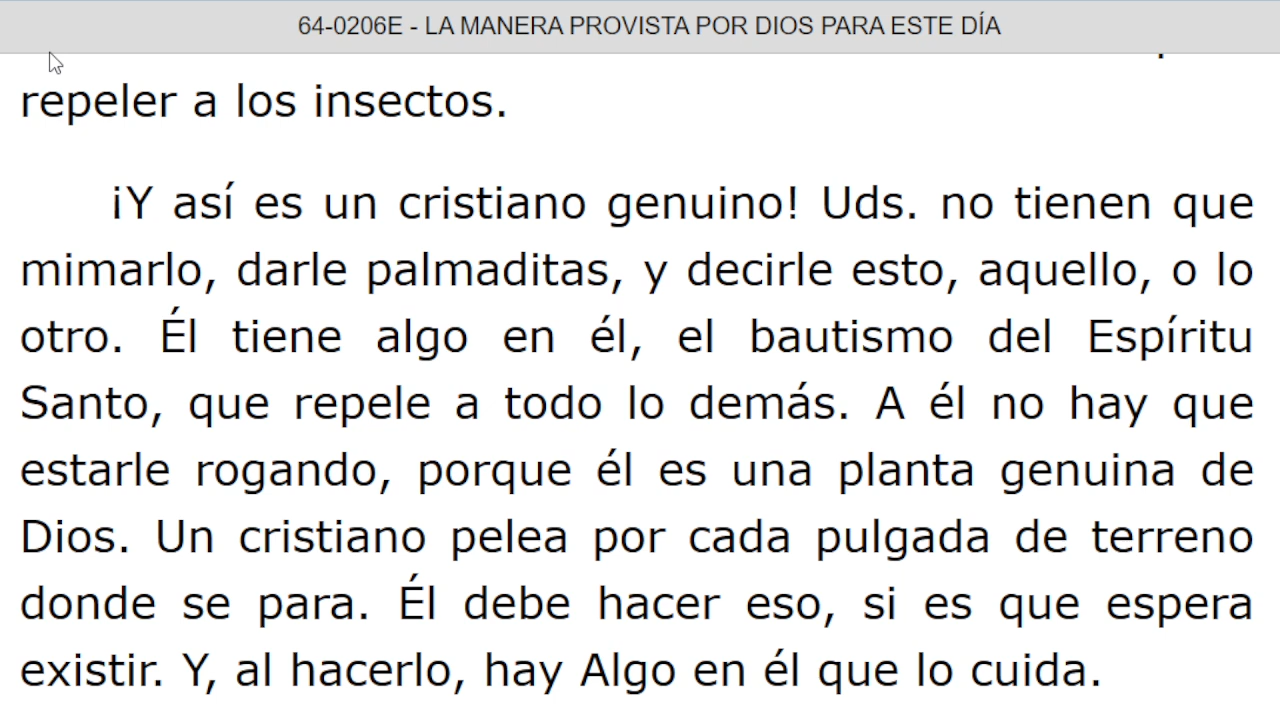 64-0206E - LA MANERA PROVISTA POR DIOS PARA ESTE DÍA
repeler a los insectos.
¡Y así es un cristiano genuino! Uds. no tienen que
mimarlo, darle palmaditas, y decirle esto, aquello, o lo
otro. Él tiene algo en él, el bautismo del Espíritu
Santo, que repele a todo lo demás. A él no hay que
estarle rogando, porque él es una planta genuina de
Dios. Un cristiano pelea por cada pulgada de terreno
donde se para. Él debe hacer eso, si es que espera
existir. Y, al hacerlo, hay Algo en él que lo cuida.